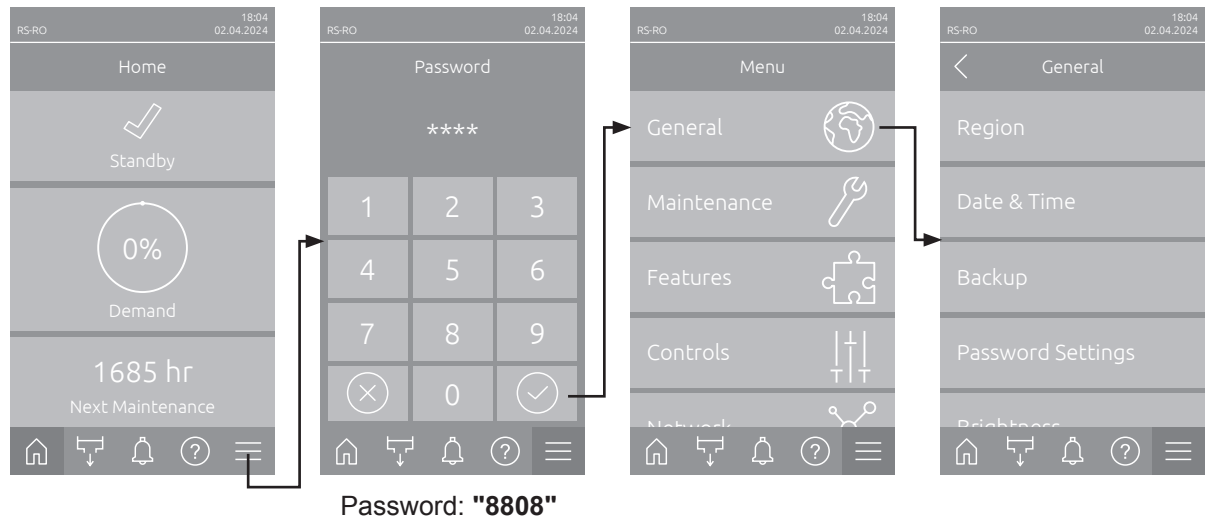 18:04
RS-RO 02.04.2024
Home
Standby
0%
Demand
1685 hr
Next Maintenance
?
18:04
RS-RO 02.04.2024
Password
****
1 2 3
4 5 6
7 8 9
0
?
Password: "8808"
18:04
RS-RO 02.04.2024
Menu
General
Maintenance
Features
Controls
Network
?
18:04
RS-RO 02.04.2024
General
Region
Date & Time
Backup
Password Settings
Brightness
?